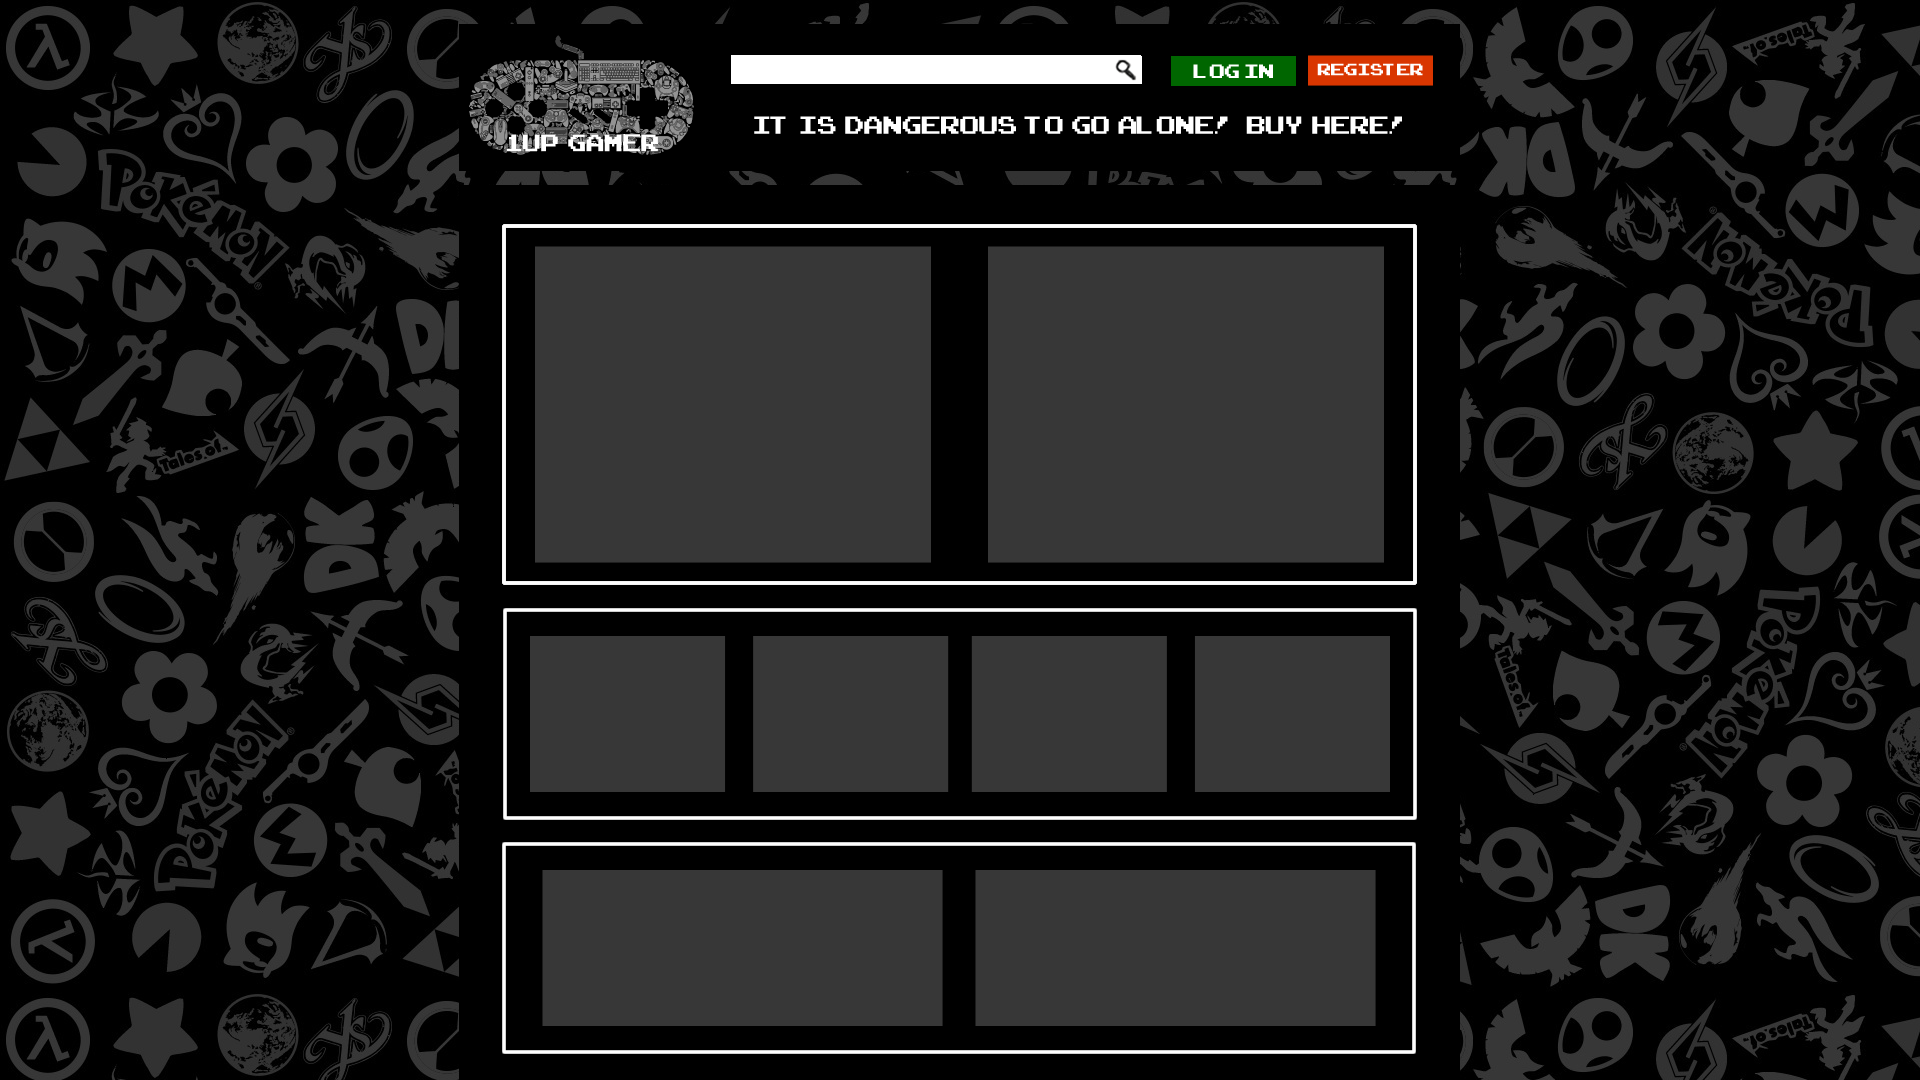 LOG IN
REGISTER
IT IS DANGEROUS TO GO ALONE! BUY HERE!
1UP GAMER
POKéMON
DK
Tales of
DK
POKéMON
Tales of
DK
POKéMON
Tales of
POKéMON
DK
Tales of